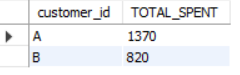 customer_id TOTAL_SPENT
A 1370
B 820